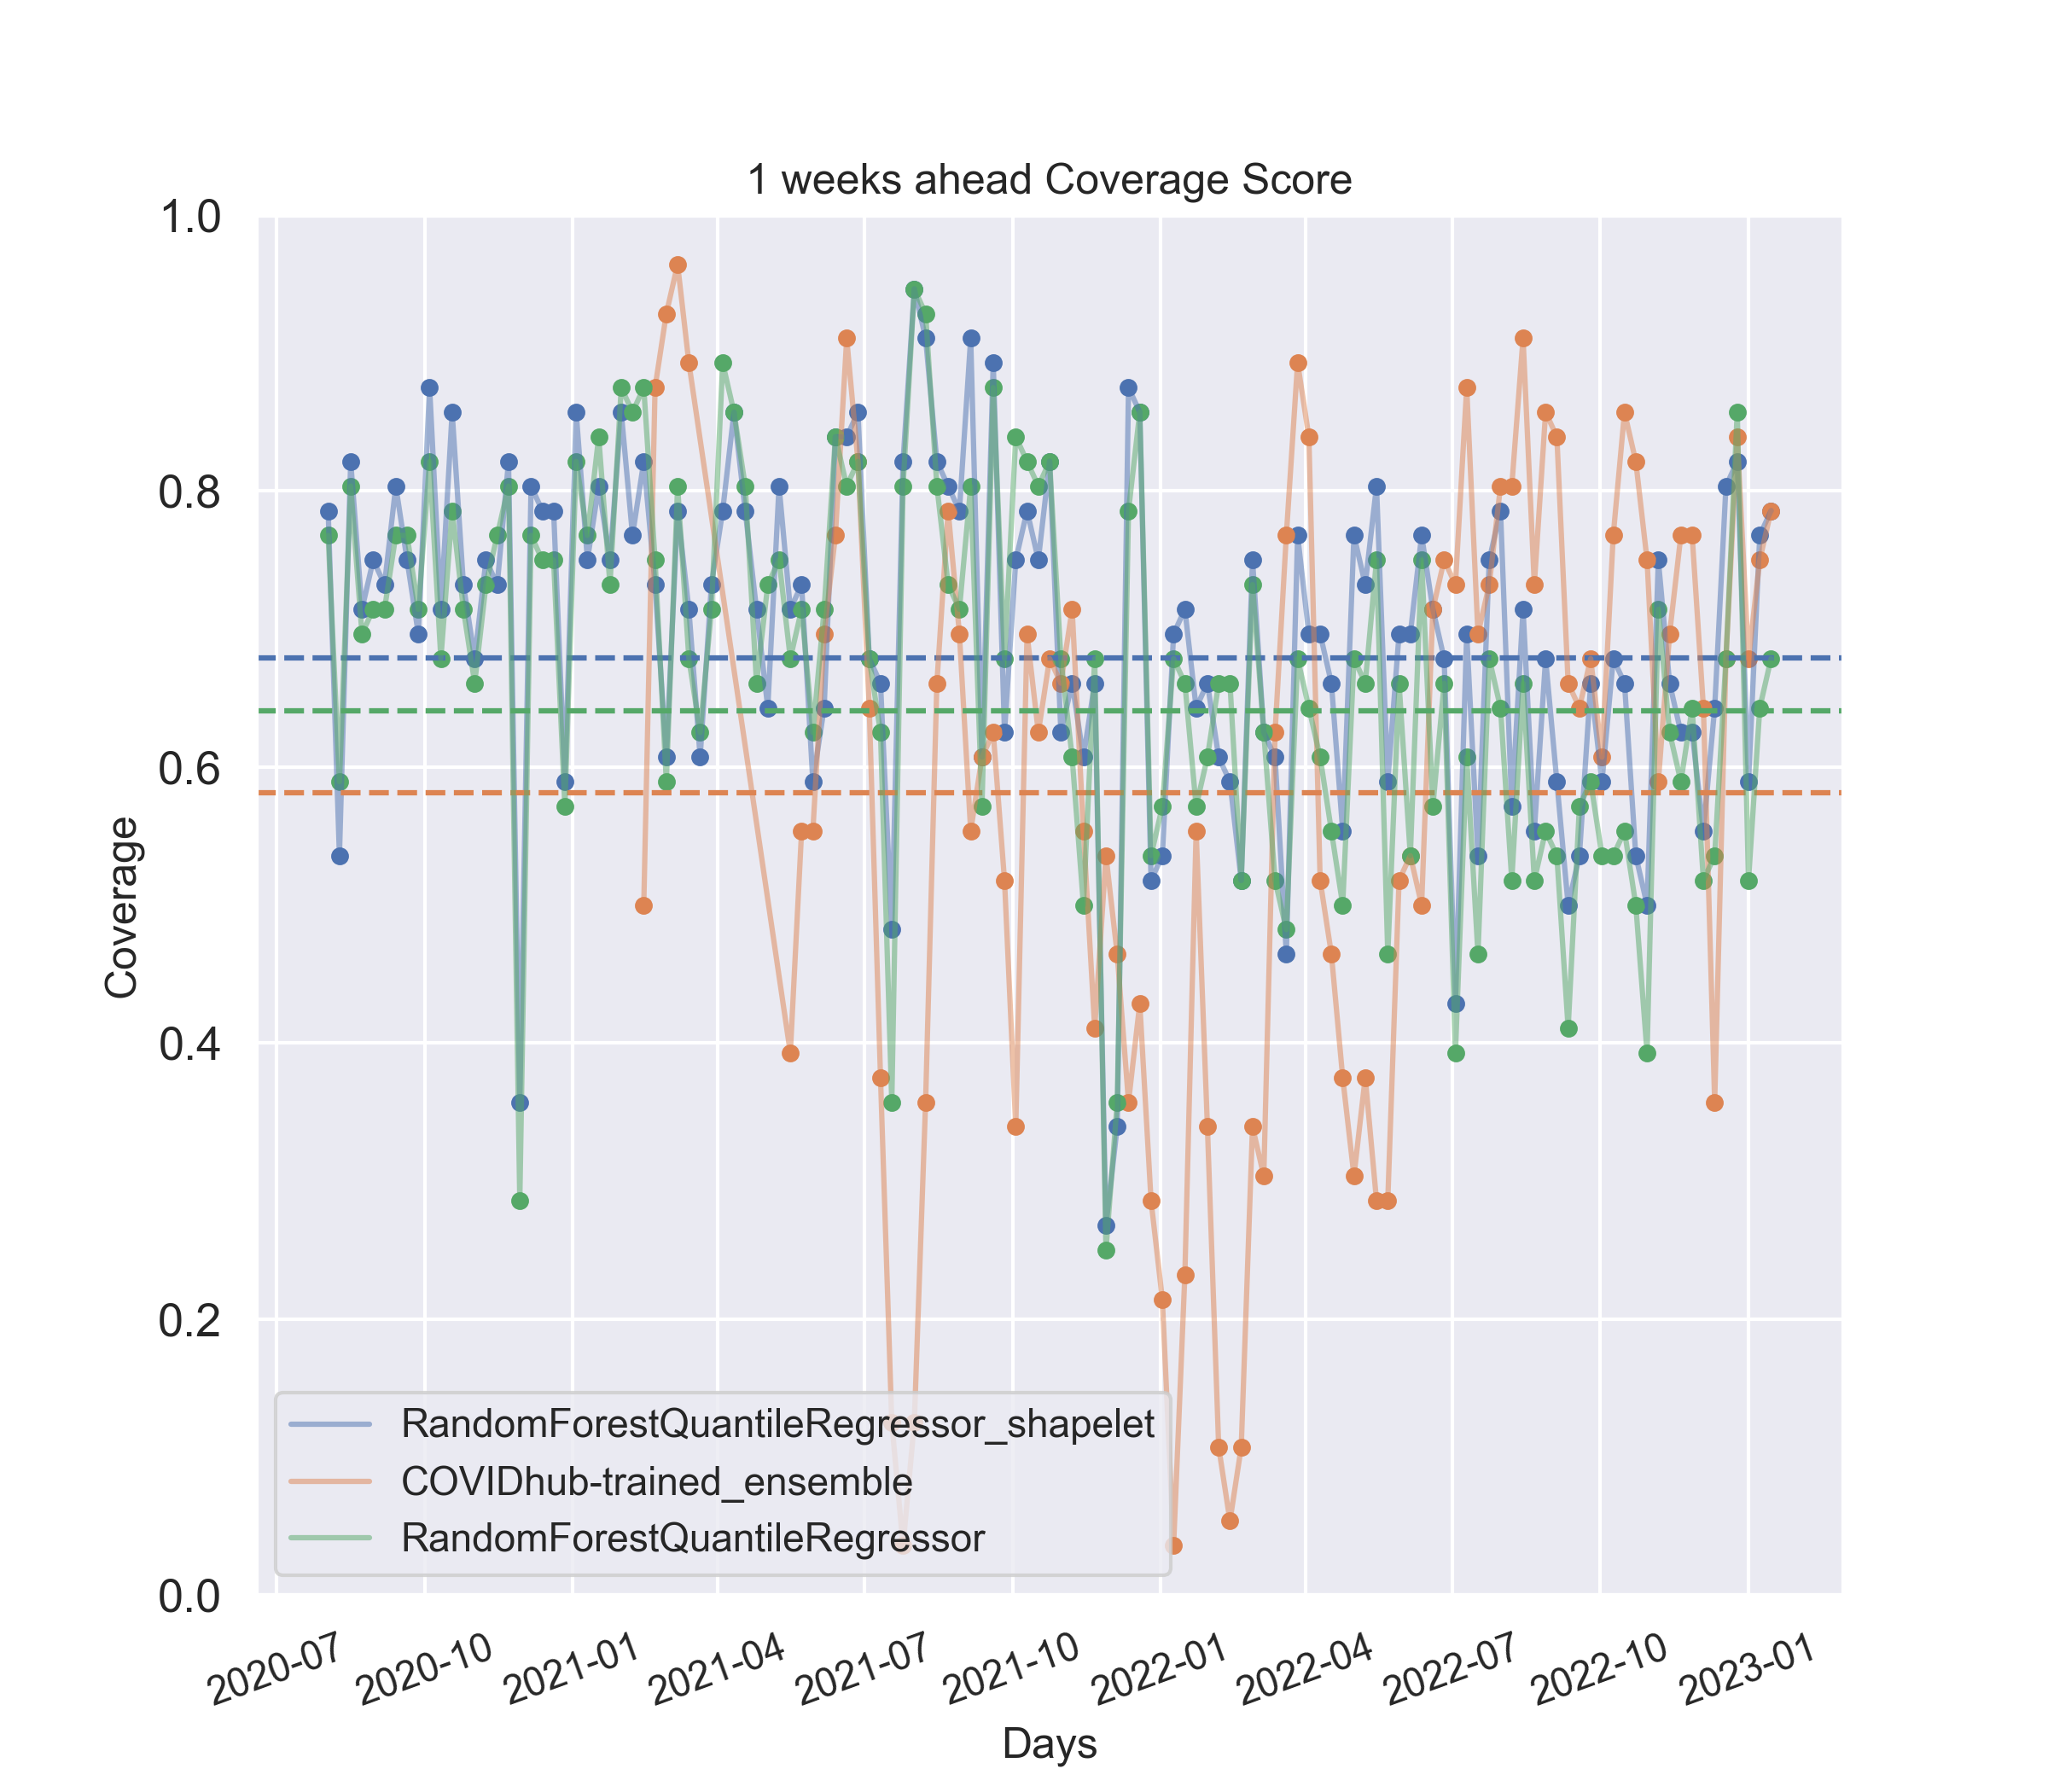 1 weeks ahead Coverage Score
1.0
0.8
0.6
0.4
0.2
0.0
Coverage
RandomForestQuantileRegressor_shapelet
COVIDhub-trained_ensemble
RandomForestQuantileRegressor
2020-07
2020-10
2021-01
2021-04
2021-07
2021-10
2022-01
2022-04
2022-07
2022-10
2023-01
Days